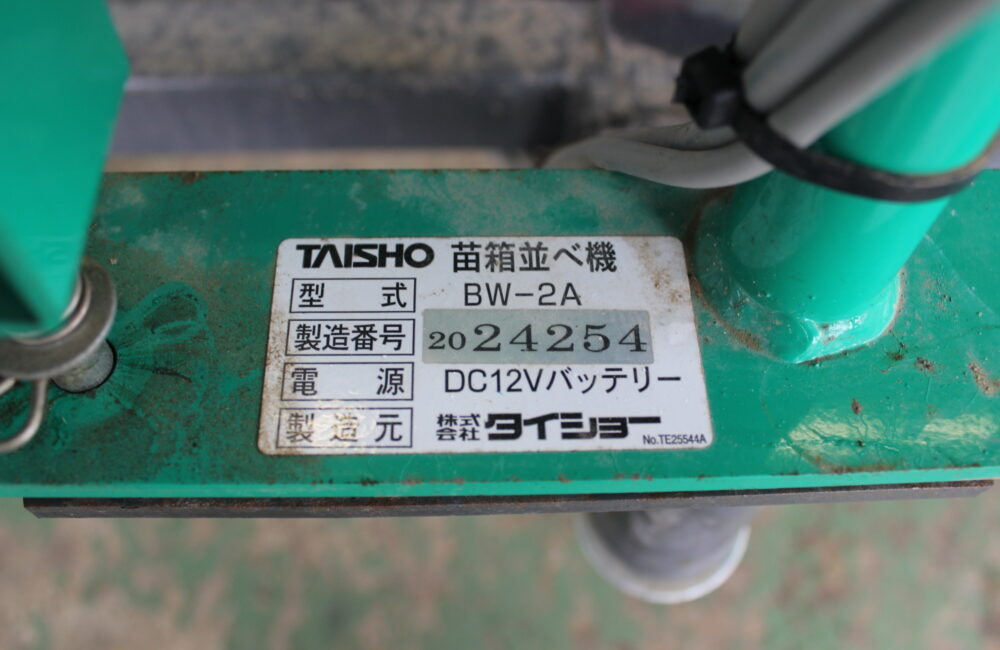 TAISHO 苗箱並べ機
型式 BW-2A
製造番号 2024254
電源 DC12Vバッテリー
製造元 株式会社タイショー
No.TE25544A